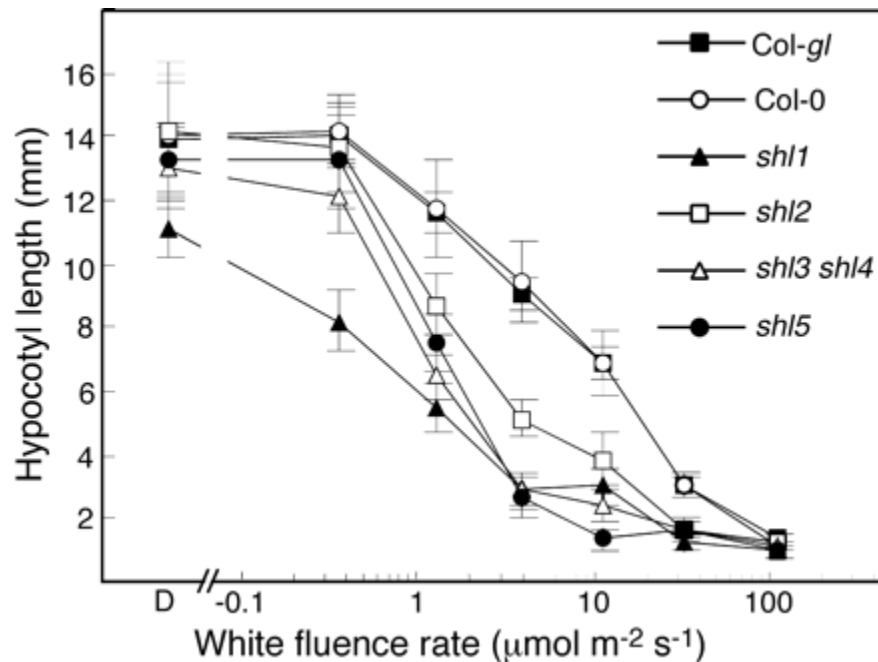 Hypocotyl length (mm)
16
14
12
10
8
6
4
2
Col-gl
Col-0
shl1
shl2
shl3 shl4
shl5
D -0.1 1 10 100
White fluence rate (μmol m⁻² s⁻¹)